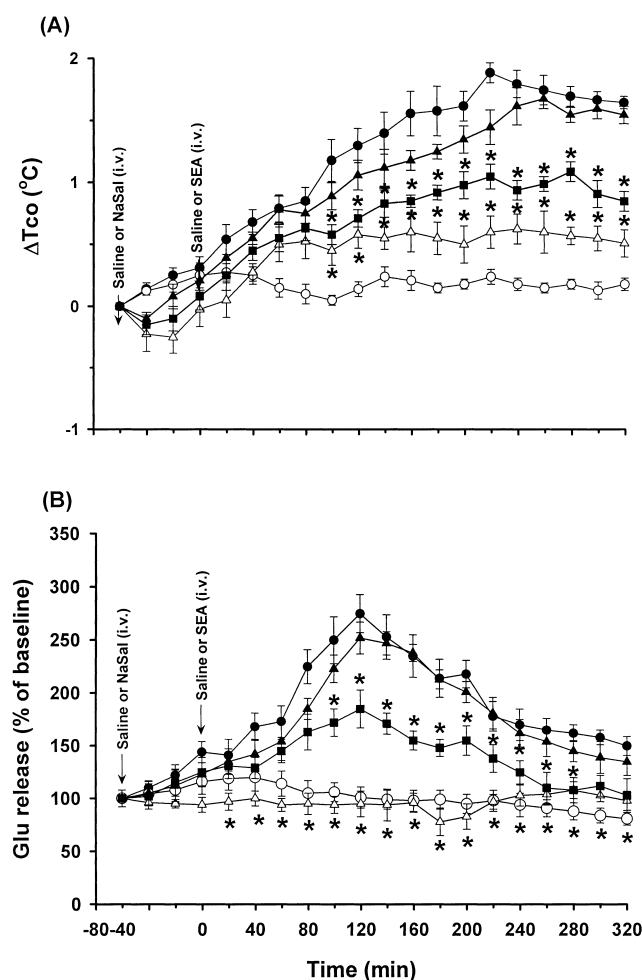 (A)
2
1
0
-1
ΔTco (°C)
Saline or NaSal (i.v.)
Saline or SEA (i.v.)
* * * * * * * * * * * *
* * * * * * * * * *
* *
(B)
350
300
250
200
150
100
50
0
Glu release (% of baseline)
Saline or NaSal (i.v.)
Saline or SEA (i.v.)
* * * * * * * * * *
* * * * * * * * * * * * * * * *
-80-40 0 40 80 120 160 200 240 280 320
Time (min)